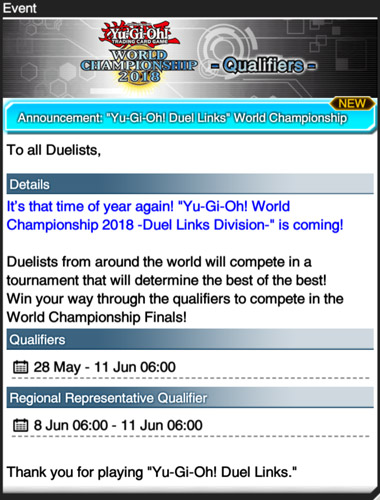 Event
Yu-Gi-Oh!
TRADING CARD GAME
WORLD
CHAMPIONSHIP
2018
- Qualifiers -
NEW
Announcement: "Yu-Gi-Oh! Duel Links" World Championship
To all Duelists,
Details
It's that time of year again! "Yu-Gi-Oh! World
Championship 2018 -Duel Links Division-" is coming!
Duelists from around the world will compete in a
tournament that will determine the best of the best!
Win your way through the qualifiers to compete in the
World Championship Finals!
Qualifiers
28 May - 11 Jun 06:00
Regional Representative Qualifier
8 Jun 06:00 - 11 Jun 06:00
Thank you for playing "Yu-Gi-Oh! Duel Links."